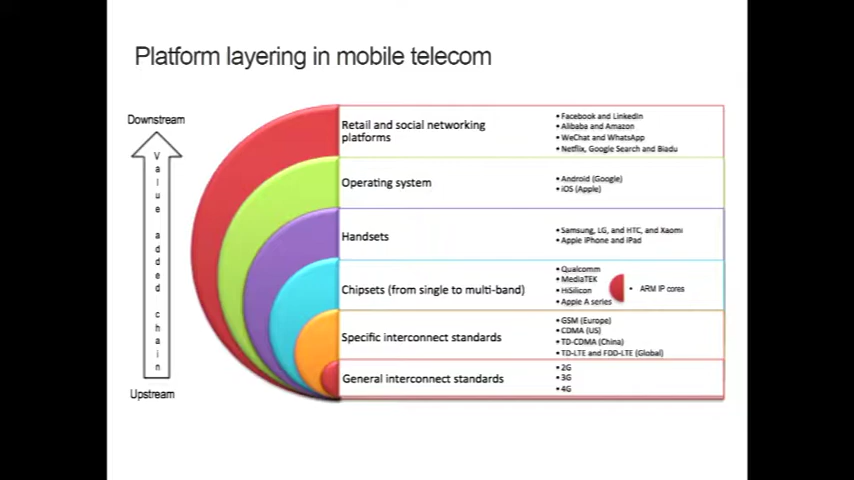 Platform layering in mobile telecom
Downstream
Value added chain
Upstream
Retail and social networking
platforms
• Facebook and LinkedIn
• Alibaba and Amazon
• WeChat and WhatsApp
• Netflix, Google Search and Biadu
Operating system
• Android (Google)
• iOS (Apple)
Handsets
• Samsung, LG, and HTC, and Xaomi
• Apple iPhone and iPad
Chipsets (from single to multi-band)
• Qualcomm
• MediaTEK
• HiSilicon
• Apple A series
• ARM IP cores
Specific interconnect standards
• GSM (Europe)
• CDMA (US)
• TD-CDMA (China)
• TD-LTE and FDD-LTE (Global)
General interconnect standards
• 2G
• 3G
• 4G